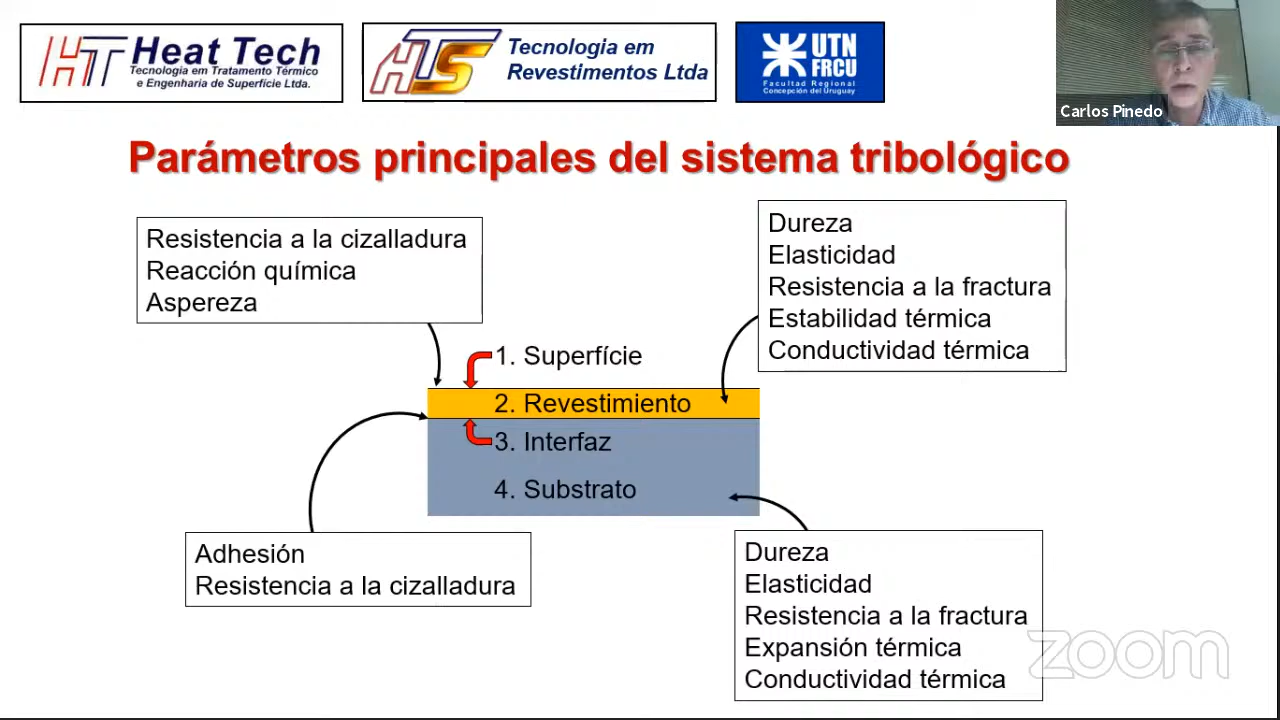 Heat Tech
Tecnologia em Tratamento Térmico
e Engenharia de Superfície Ltda.
HTS
Tecnologia em
Revestimentos Ltda
UTN
FRCU
Facultad Regional
Concepción del Uruguay
Carlos Pinedo
Parámetros principales del sistema tribológico
Resistencia a la cizalladura
Reacción química
Aspereza
Dureza
Elasticidad
Resistencia a la fractura
Estabilidad térmica
Conductividad térmica
1. Superfície
2. Revestimiento
3. Interfaz
4. Substrato
Adhesión
Resistencia a la cizalladura
Dureza
Elasticidad
Resistencia a la fractura
Expansión térmica
Conductividad térmica
zoom